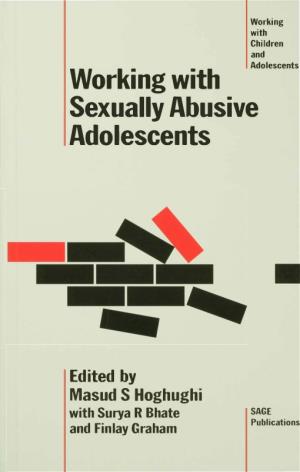 Working
with
Children
and
Adolescents
Working with
Sexually Abusive
Adolescents
Edited by
Masud S Hoghughi
with Surya R Bhate
and Finlay Graham
SAGE
Publications